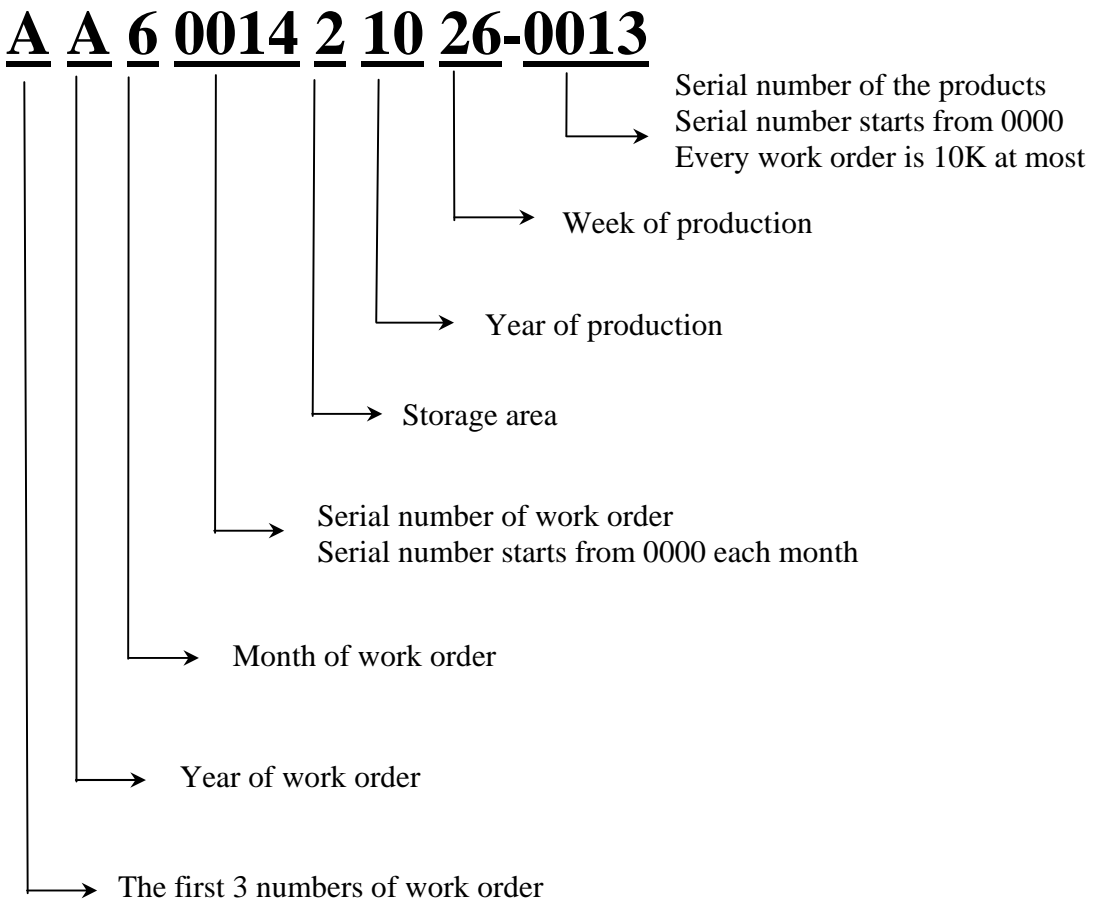 A A 6 0014 2 10 26-0013
Serial number of the products
Serial number starts from 0000
Every work order is 10K at most
Week of production
Year of production
Storage area
Serial number of work order
Serial number starts from 0000 each month
Month of work order
Year of work order
The first 3 numbers of work order